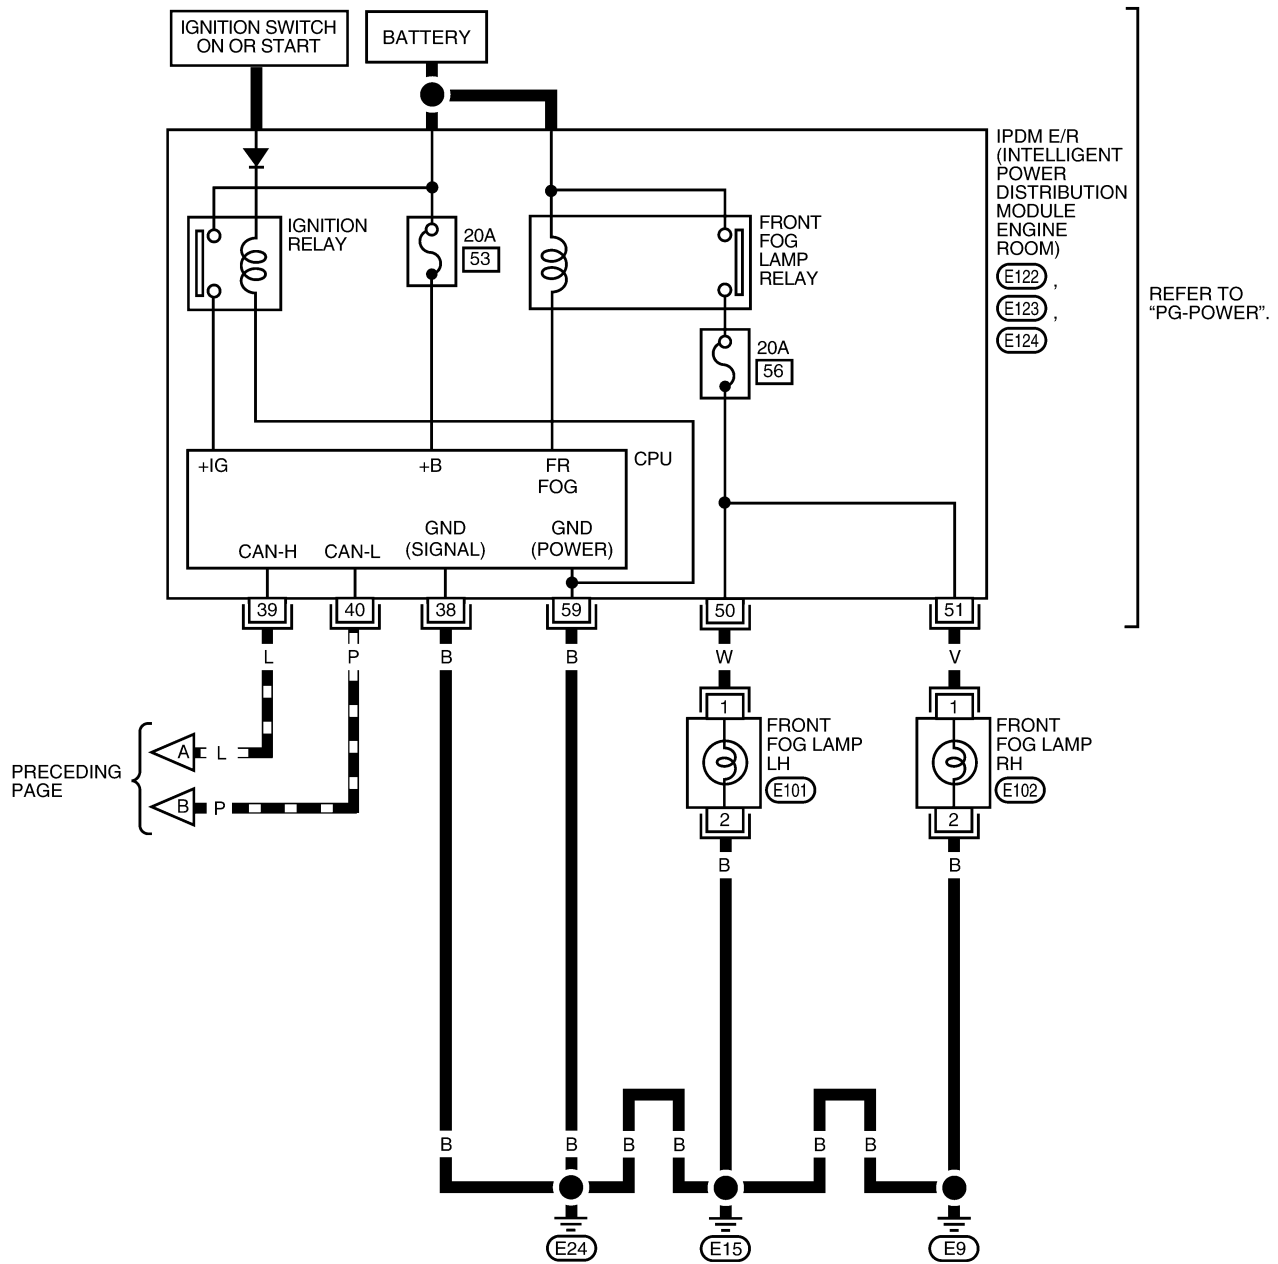 IGNITION SWITCH
ON OR START
BATTERY
IPDM E/R
(INTELLIGENT
POWER
DISTRIBUTION
MODULE
ENGINE
ROOM)
E122 ,
E123 ,
E124
REFER TO
“PG-POWER”.
IGNITION
RELAY
20A
53
FRONT
FOG
LAMP
RELAY
20A
56
CPU
+IG
+B
FR
FOG
CAN-H
CAN-L
GND
(SIGNAL)
GND
(POWER)
39
40
38
59
50
51
L
P
B
B
W
V
1
1
FRONT
FOG LAMP
LH
E101
FRONT
FOG LAMP
RH
E102
PRECEDING
PAGE
A
L
B
P
2
2
B
B
B
B
B
B
B
B
E24
E15
E9